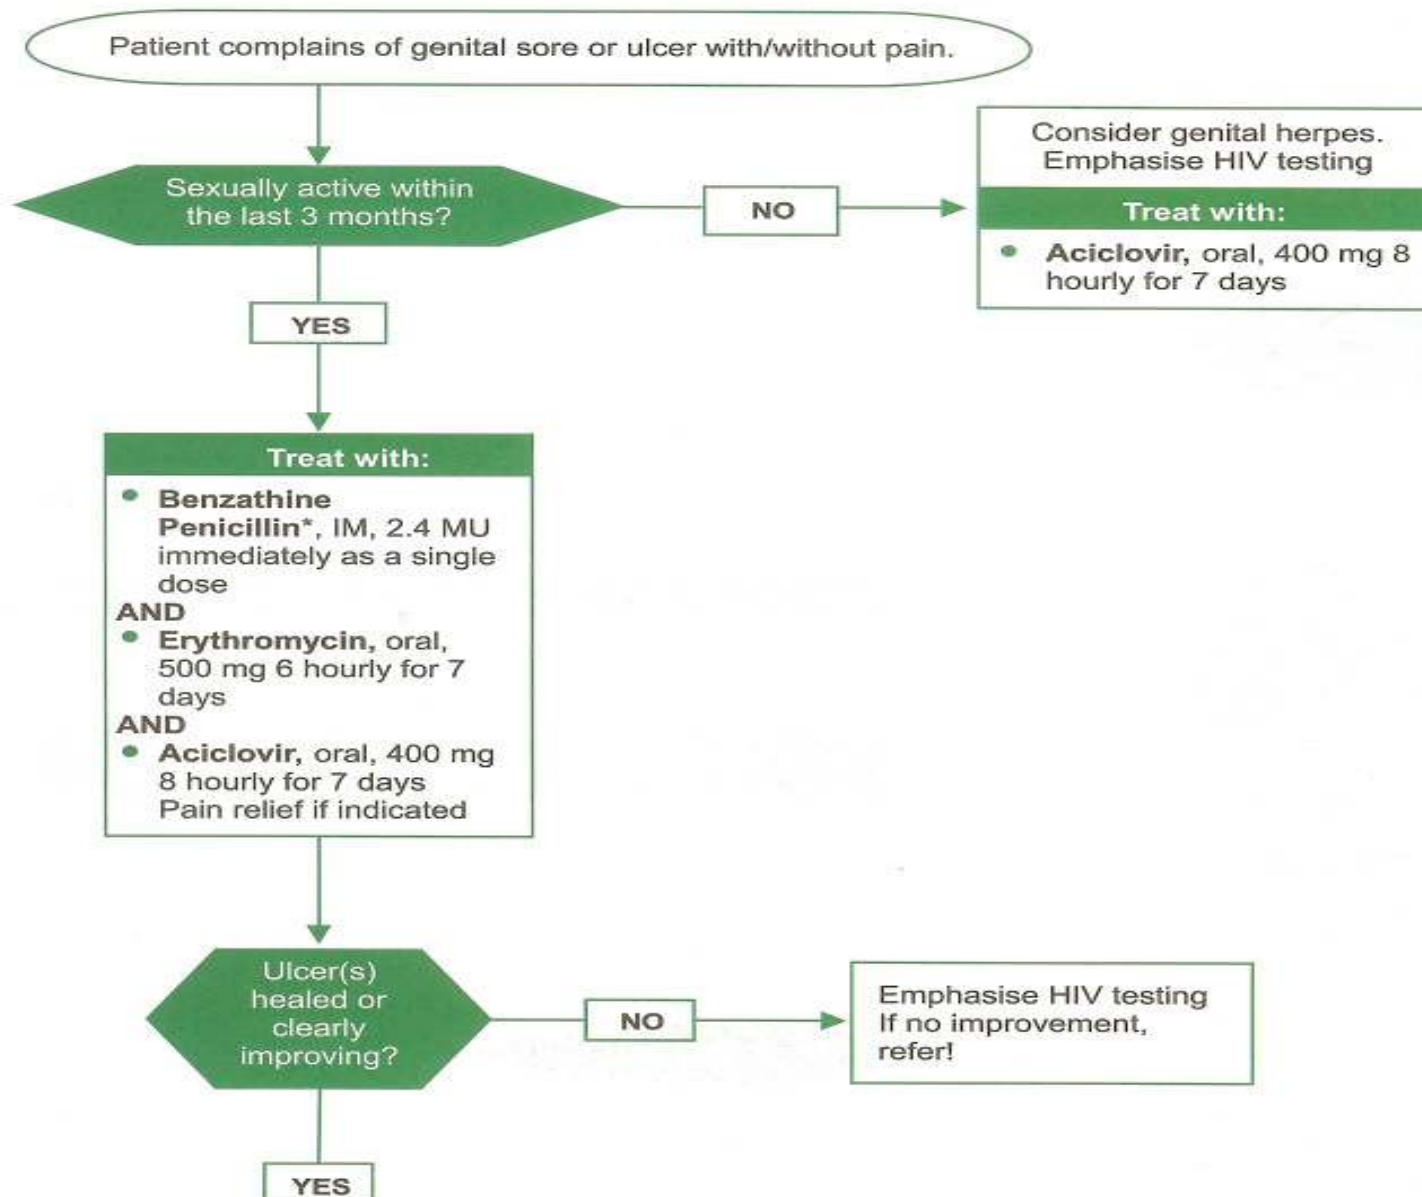 Patient complains of genital sore or ulcer with/without pain.
Sexually active within
the last 3 months?
NO
Consider genital herpes.
Emphasise HIV testing
Treat with:
• Aciclovir, oral, 400 mg 8
hourly for 7 days
YES
Treat with:
• Benzathine
Penicillin*, IM, 2.4 MU
immediately as a single
dose
AND
• Erythromycin, oral,
500 mg 6 hourly for 7
days
AND
• Aciclovir, oral, 400 mg
8 hourly for 7 days
Pain relief if indicated
Ulcer(s)
healed or
clearly
improving?
NO
Emphasise HIV testing
If no improvement,
refer!
YES